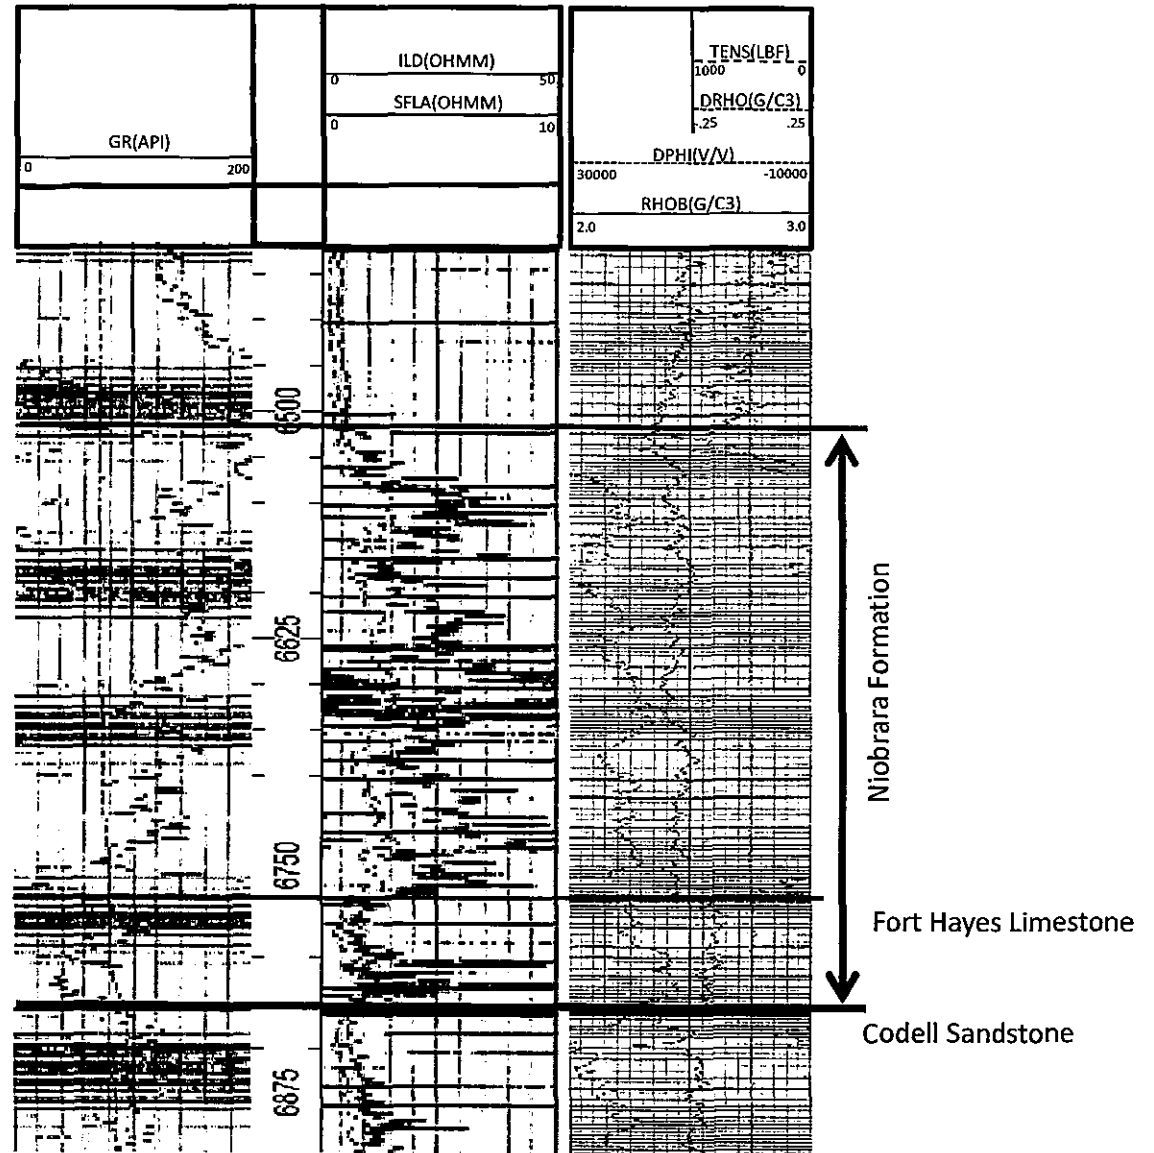 GR(API)
0 200
ILD(OHMM)
0 50
SFLA(OHMM)
0 10
TENS(LBF)
1000 0
DRHO(G/C3)
-.25 .25
DPHI(V/V)
30000 -10000
RHOB(G/C3)
2.0 3.0
6500
6625
6750
6875
Niobrara Formation
Fort Hayes Limestone
Codell Sandstone